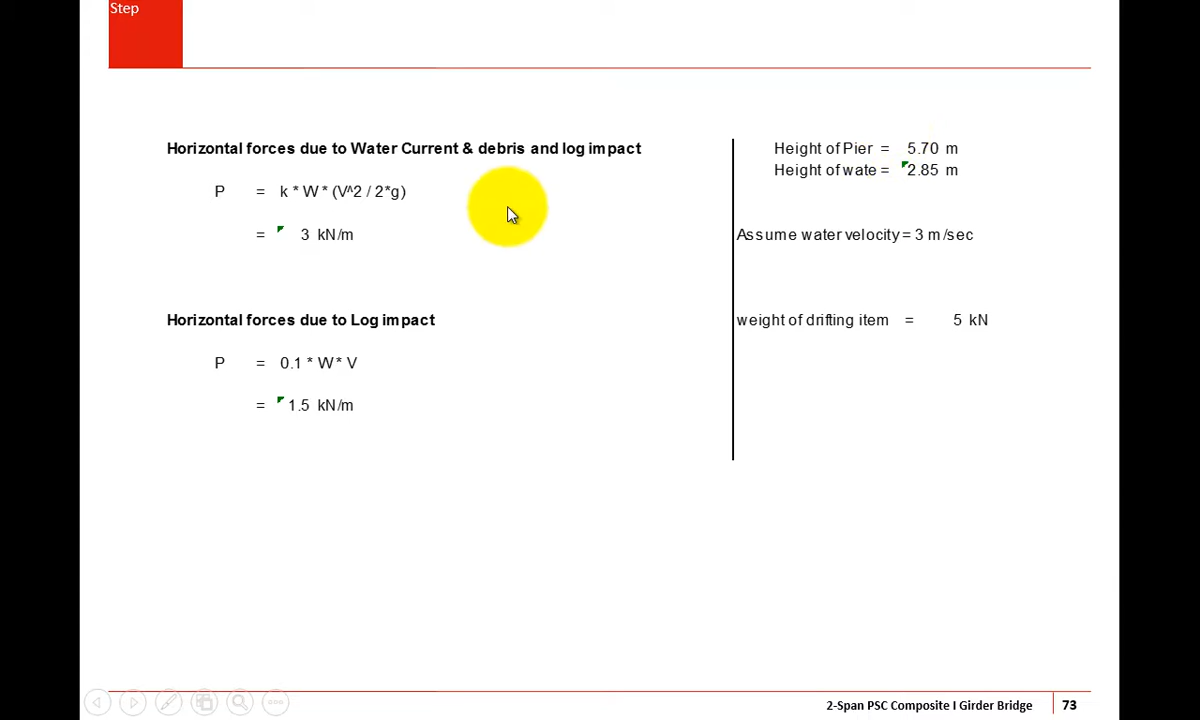 Step
Horizontal forces due to Water Current & debris and log impact
P = k * W * (V^2 / 2*g)
= 3 kN/m
Horizontal forces due to Log impact
P = 0.1 * W * V
= 1.5 kN/m
Height of Pier = 5.70 m
Height of wate = 2.85 m
Assume water velocity = 3 m/sec
weight of drifting item = 5 kN
2-Span PSC Composite I Girder Bridge 73